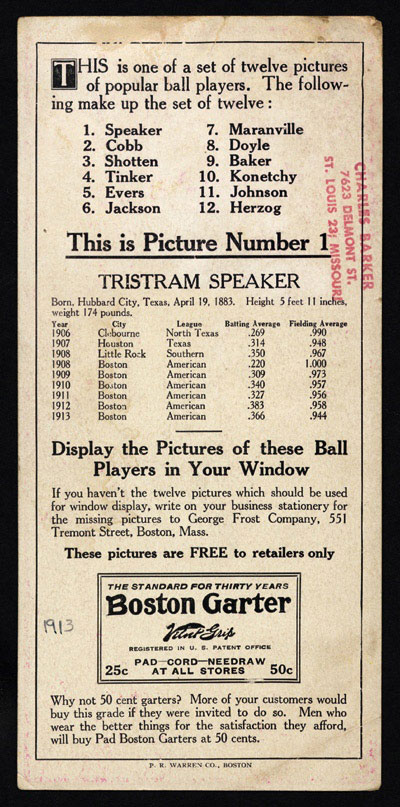 THIS is one of a set of twelve pictures
of popular ball players. The follow-
ing make up the set of twelve:
1. Speaker 7. Maranville
2. Cobb 8. Doyle
3. Shotten 9. Baker
4. Tinker 10. Konetchy
5. Evers 11. Johnson
6. Jackson 12. Herzog
This is Picture Number 1
CHARLES BARKER
7623 DELMONT ST.
ST. LOUIS 23, MISSOURI
TRISTRAM SPEAKER
Born, Hubbard City, Texas, April 19, 1883. Height 5 feet 11 inches,
weight 174 pounds.
Year City League Batting Average Fielding Average
1906 Clebourne North Texas .269 .990
1907 Houston Texas .314 .948
1908 Little Rock Southern .350 .967
1908 Boston American .220 1.000
1909 Boston American .309 .973
1910 Boston American .340 .957
1911 Boston American .327 .956
1912 Boston American .383 .958
1913 Boston American .366 .944
Display the Pictures of these Ball
Players in Your Window
If you haven't the twelve pictures which should be used
for window display, write on your business stationery for
the missing pictures to George Frost Company, 551
Tremont Street, Boston, Mass.
These pictures are FREE to retailers only
THE STANDARD FOR THIRTY YEARS
Boston Garter
Velvet Grip
REGISTERED IN U. S. PATENT OFFICE
PAD—CORD—NEEDRAW
25c AT ALL STORES 50c
1913
Why not 50 cent garters? More of your customers would
buy this grade if they were invited to do so. Men who
wear the better things for the satisfaction they afford,
will buy Pad Boston Garters at 50 cents.
P. R. WARREN CO., BOSTON